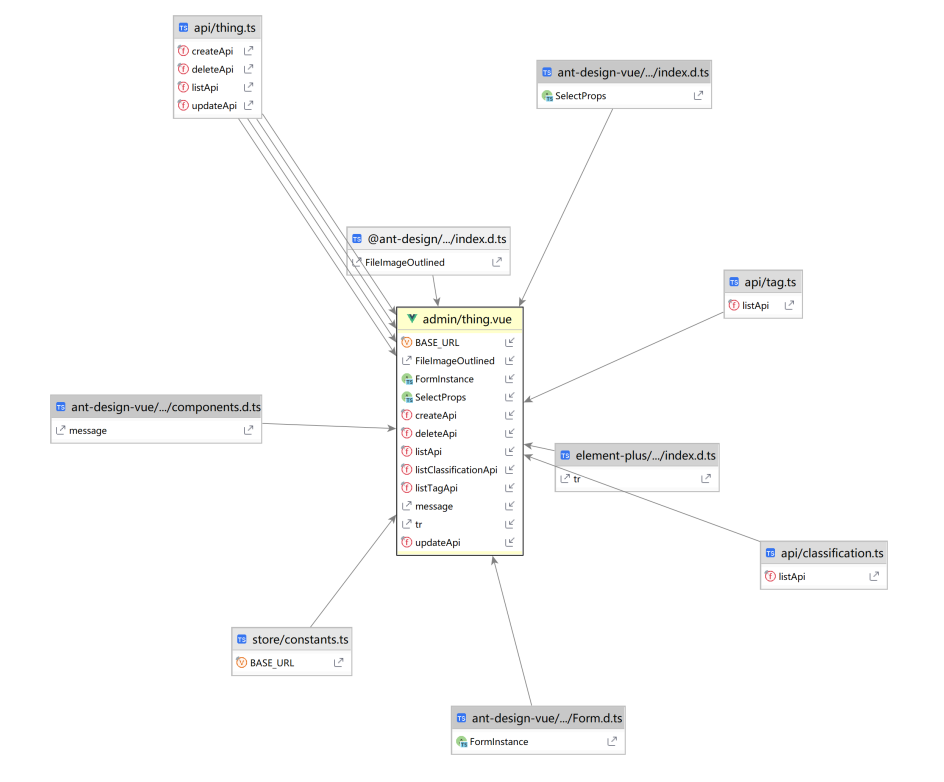 api/thing.ts
createApi
deleteApi
listApi
updateApi
ant-design-vue/.../index.d.ts
SelectProps
@ant-design/.../index.d.ts
FileImageOutlined
api/tag.ts
listApi
admin/thing.vue
BASE_URL
FileImageOutlined
FormInstance
SelectProps
createApi
deleteApi
listApi
listClassificationApi
listTagApi
message
tr
updateApi
ant-design-vue/.../components.d.ts
message
element-plus/.../index.d.ts
tr
api/classification.ts
listApi
store/constants.ts
BASE_URL
ant-design-vue/.../Form.d.ts
FormInstance